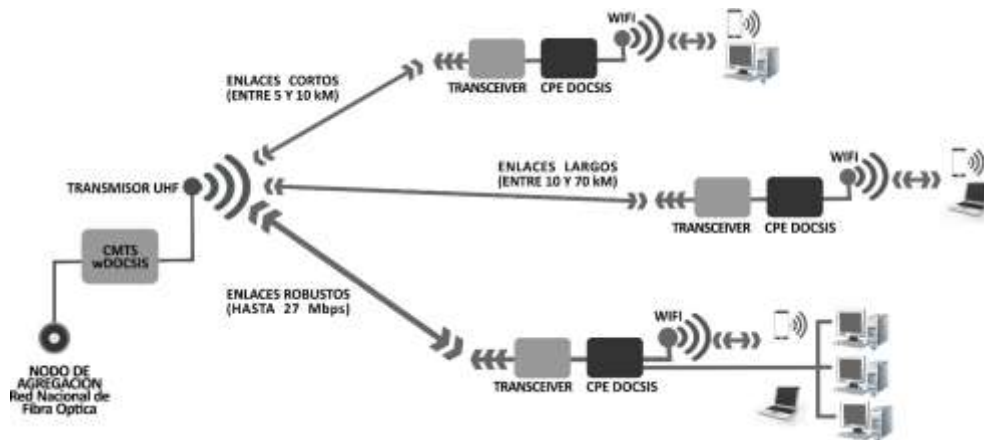 WIFI
TRANSCEIVER
CPE DOCSIS
ENLACES CORTOS
(ENTRE 5 Y 10 kM)
ENLACES LARGOS
(ENTRE 10 Y 70 kM)
WIFI
TRANSCEIVER
CPE DOCSIS
TRANSMISOR UHF
CMTS
wDOCSIS
ENLACES ROBUSTOS
(HASTA 27 Mbps)
WIFI
TRANSCEIVER
CPE DOCSIS
NODO DE
AGREGACIÓN
Red Nacional de
Fibra Optica